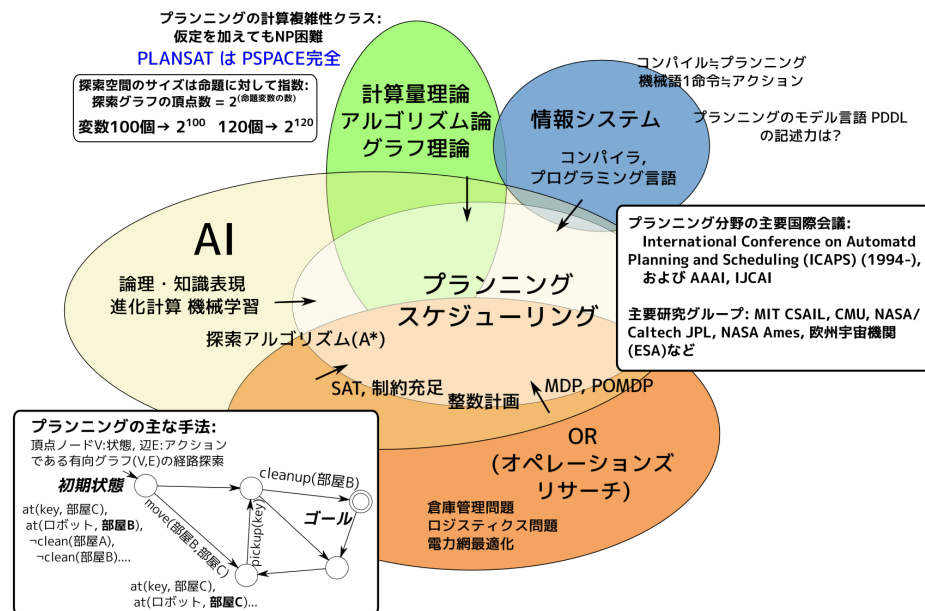 プランニングの計算複雑性クラス:
仮定を加えてもNP困難
PLANSAT は PSPACE完全
探索空間のサイズは命題に対して指数:
探索グラフの頂点数 = 2^(命題変数の数)
変数100個→ 2^100 120個→ 2^120
計算量理論
アルゴリズム論
グラフ理論
情報システム
コンパイラ,
プログラミング言語
コンパイル≒プランニング
機械語1命令≒アクション
プランニングのモデル言語 PDDL
の記述力は?
AI
論理・知識表現
進化計算 機械学習
探索アルゴリズム(A*)
プランニング
スケジューリング
プランニング分野の主要国際会議:
International Conference on Automatd
Planning and Scheduling (ICAPS) (1994-),
および AAAI, IJCAI
主要研究グループ: MIT CSAIL, CMU, NASA/
Caltech JPL, NASA Ames, 欧州宇宙機関
(ESA)など
SAT, 制約充足
整数計画
MDP, POMDP
OR
(オペレーションズ
リサーチ)
倉庫管理問題
ロジスティクス問題
電力網最適化
プランニングの主な手法:
頂点ノードV:状態, 辺E:アクション
である有向グラフ(V,E)の経路探索
初期状態
at(key, 部屋C),
at(ロボット, 部屋B),
¬clean(部屋A),
¬clean(部屋B)....
cleanup(部屋B)
ゴール
move(部屋B,部屋C)
pickup(key)
at(key, 部屋C),
at(ロボット, 部屋C)...